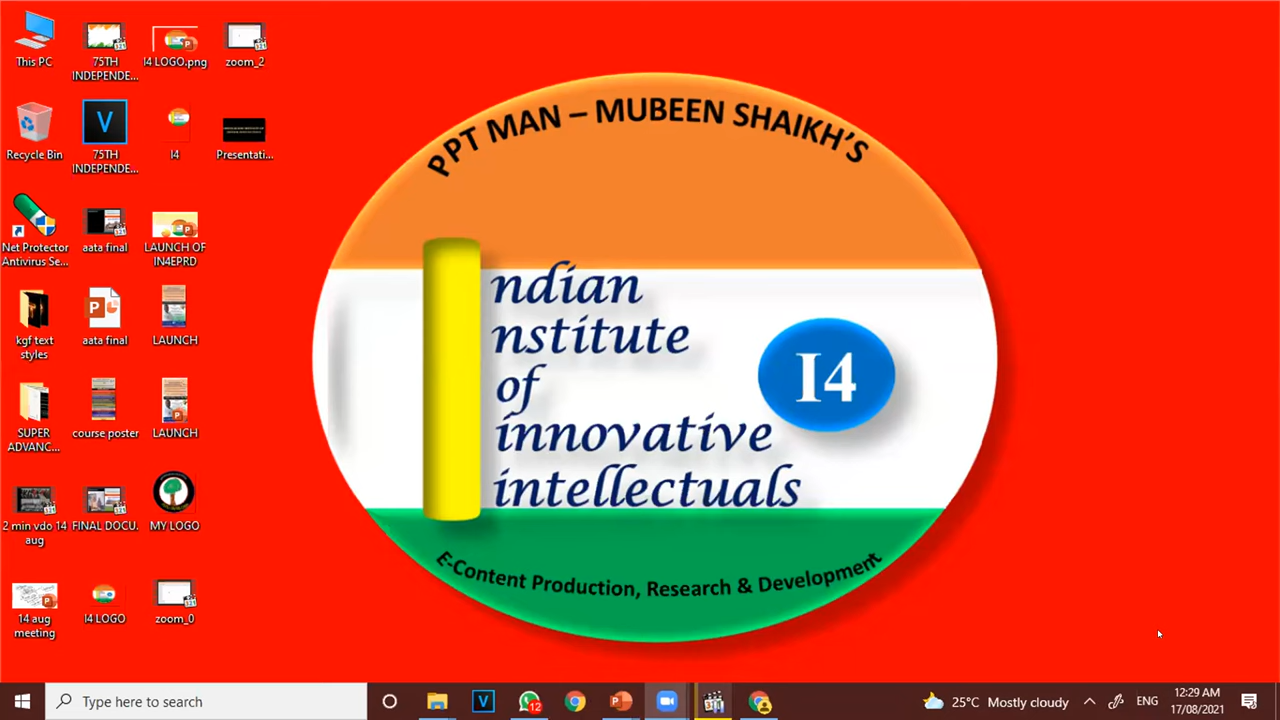 This PC
75TH
INDEPENDE...
I4 LOGO.png
zoom_2
Recycle Bin
V
75TH
INDEPENDE...
I4
Presentati...
Net Protector
Antivirus Se...
aata final
LAUNCH OF
IN4EPRD
kgf text
styles
aata final
LAUNCH
SUPER
ADVANC...
course poster
LAUNCH
2 min vdo 14
aug
FINAL DOCU.
MY LOGO
14 aug
meeting
I4 LOGO
zoom_0
PPT MAN – MUBEEN SHAIKH'S
ndian
nstitute
of
innovative
intellectuals
I4
E-Content Production, Research & Development
Type here to search
V
12
25°C Mostly cloudy
ENG
12:29 AM
17/08/2021